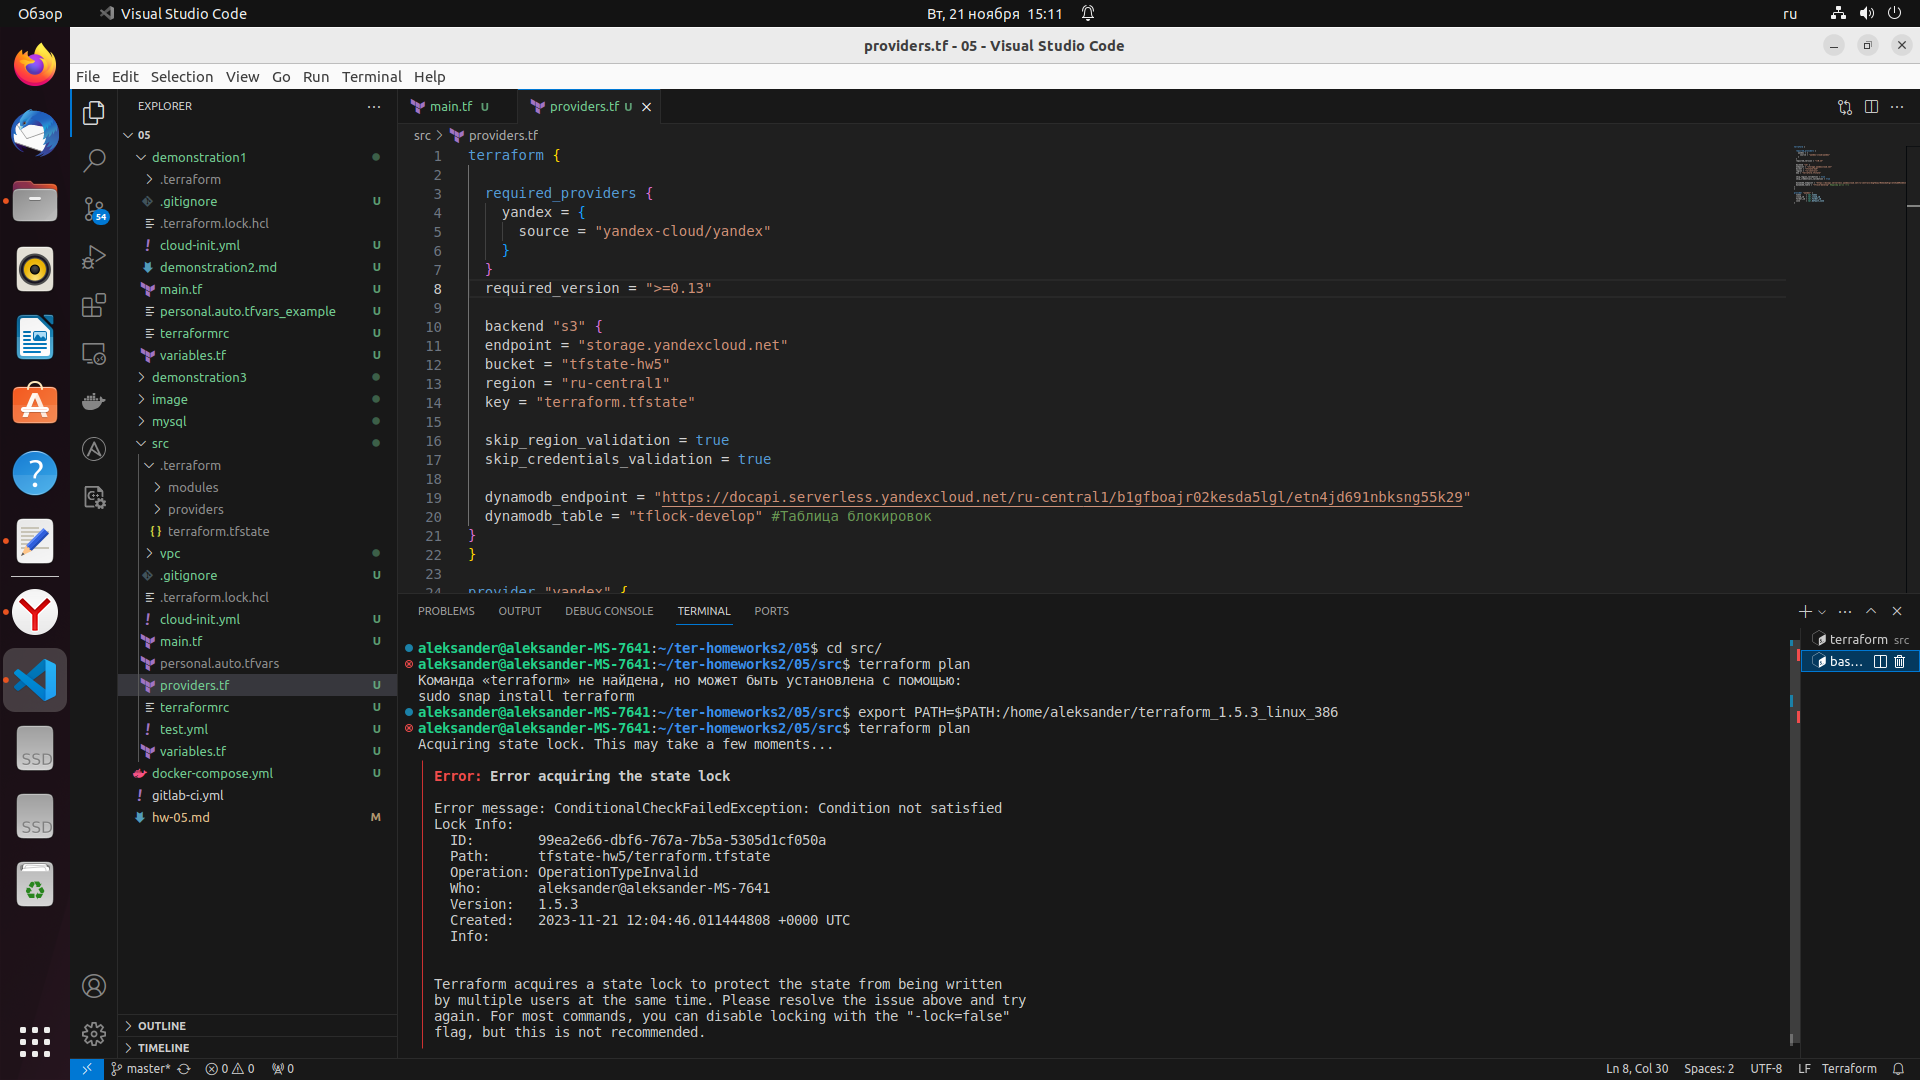 Обзор
Visual Studio Code
Вт, 21 ноября 15:11
ru
providers.tf - 05 - Visual Studio Code
File Edit Selection View Go Run Terminal Help
EXPLORER
05
demonstration1
.terraform
.gitignore U
.terraform.lock.hcl
cloud-init.yml U
demonstration2.md U
main.tf U
personal.auto.tfvars_example U
terraformrc U
variables.tf U
demonstration3
image
mysql
src
.terraform
modules
providers
terraform.tfstate
vpc
.gitignore U
.terraform.lock.hcl
cloud-init.yml U
main.tf U
personal.auto.tfvars
providers.tf U
terraformrc U
test.yml U
variables.tf U
docker-compose.yml U
gitlab-ci.yml
hw-05.md M
OUTLINE
TIMELINE
54
SSD
SSD
main.tf U
providers.tf U
src > providers.tf
1 terraform {
2
3 required_providers {
4 yandex = {
5 source = "yandex-cloud/yandex"
6 }
7 }
8 required_version = ">=0.13"
9
10 backend "s3" {
11 endpoint = "storage.yandexcloud.net"
12 bucket = "tfstate-hw5"
13 region = "ru-central1"
14 key = "terraform.tfstate"
15
16 skip_region_validation = true
17 skip_credentials_validation = true
18
19 dynamodb_endpoint = "https://docapi.serverless.yandexcloud.net/ru-central1/b1gfboajr02kesda5lgl/etn4jd691nbksng55k29"
20 dynamodb_table = "tflock-develop" #Таблица блокировок
21 }
22 }
23
24 provider "yandex" {
PROBLEMS OUTPUT DEBUG CONSOLE TERMINAL PORTS
terraform src
bas...
aleksander@aleksander-MS-7641:~/ter-homeworks2/05$ cd src/
aleksander@aleksander-MS-7641:~/ter-homeworks2/05/src$ terraform plan
Команда «terraform» не найдена, но может быть установлена с помощью:
sudo snap install terraform
aleksander@aleksander-MS-7641:~/ter-homeworks2/05/src$ export PATH=$PATH:/home/aleksander/terraform_1.5.3_linux_386
aleksander@aleksander-MS-7641:~/ter-homeworks2/05/src$ terraform plan
Acquiring state lock. This may take a few moments...
Error: Error acquiring the state lock
Error message: ConditionalCheckFailedException: Condition not satisfied
Lock Info:
ID: 99ea2e66-dbf6-767a-7b5a-5305d1cf050a
Path: tfstate-hw5/terraform.tfstate
Operation: OperationTypeInvalid
Who: aleksander@aleksander-MS-7641
Version: 1.5.3
Created: 2023-11-21 12:04:46.011444808 +0000 UTC
Info:
Terraform acquires a state lock to protect the state from being written
by multiple users at the same time. Please resolve the issue above and try
again. For most commands, you can disable locking with the "-lock=false"
flag, but this is not recommended.
master* 0 0 0
Ln 8, Col 30 Spaces: 2 UTF-8 LF Terraform